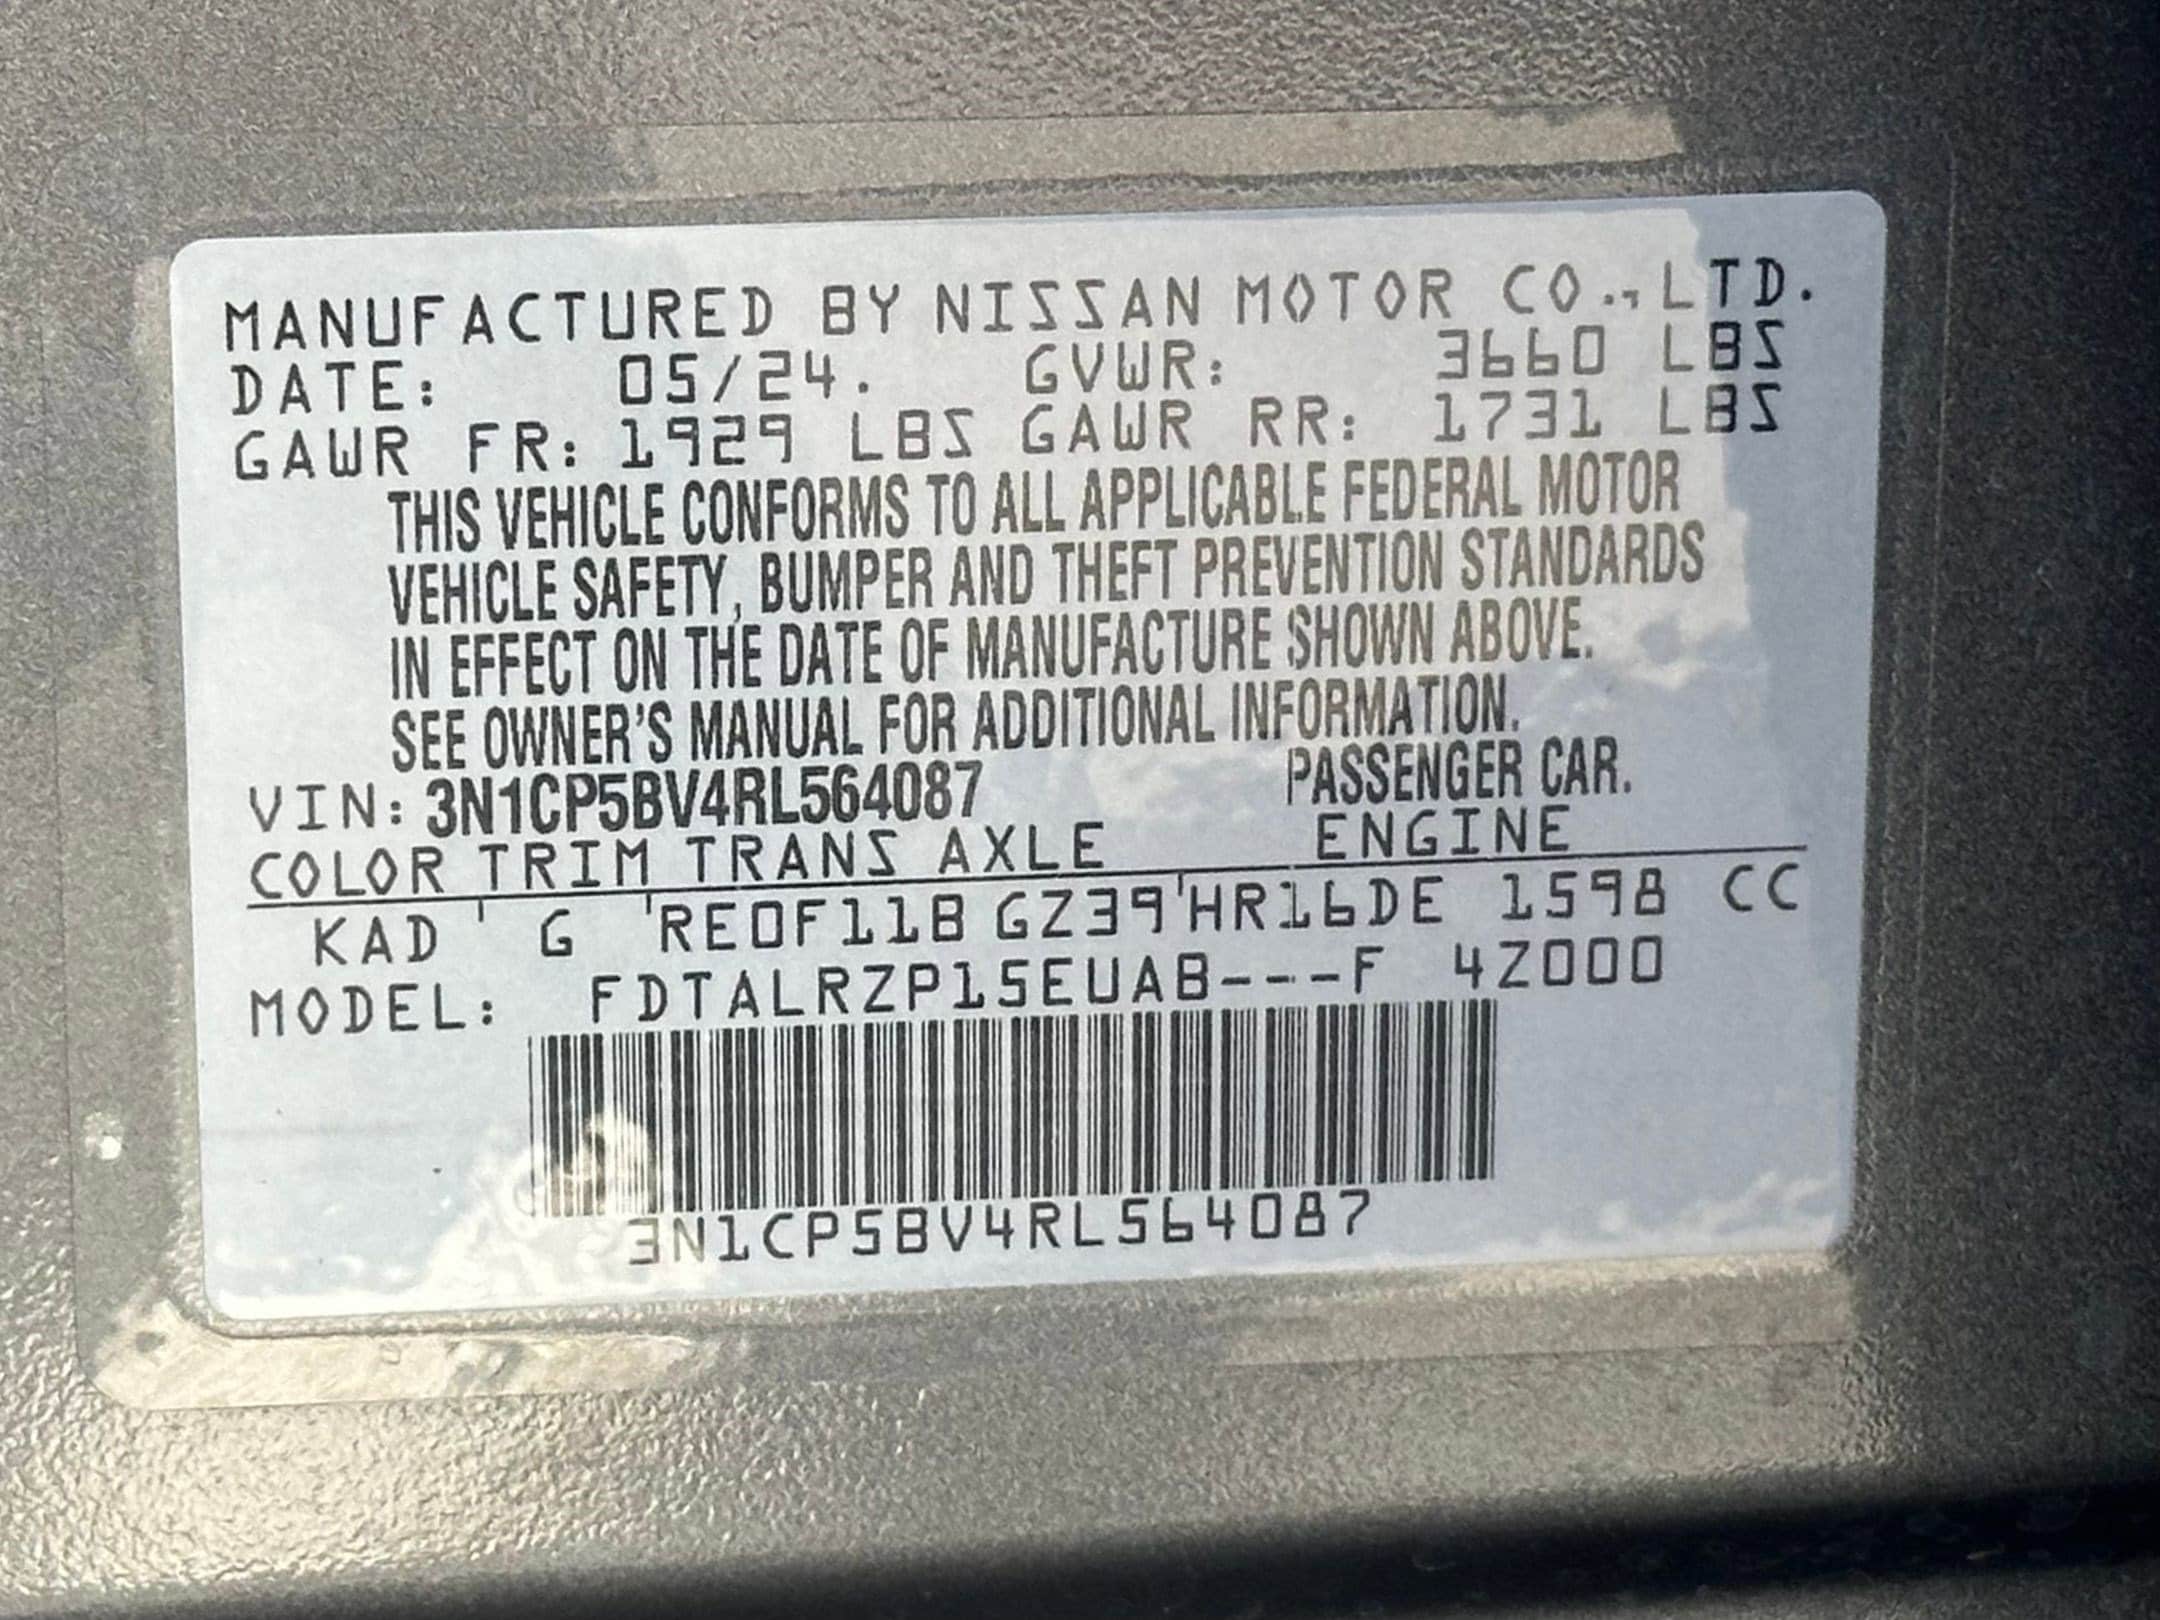 MANUFACTURED BY NISSAN MOTOR CO., LTD.
DATE: 05/24. GVWR: 3660 LBS
GAWR FR: 1929 LBS GAWR RR: 1731 LBS
THIS VEHICLE CONFORMS TO ALL APPLICABLE FEDERAL MOTOR
VEHICLE SAFETY, BUMPER AND THEFT PREVENTION STANDARDS
IN EFFECT ON THE DATE OF MANUFACTURE SHOWN ABOVE.
SEE OWNER'S MANUAL FOR ADDITIONAL INFORMATION.
VIN: 3N1CP5BV4RL564087 PASSENGER CAR.
COLOR TRIM TRANS AXLE ENGINE
KAD ' G 'RE0F11B GZ39'HR16DE 1598 CC
MODEL: FDTALRZP15EUAB---F 4Z000
3N1CP5BV4RL564087